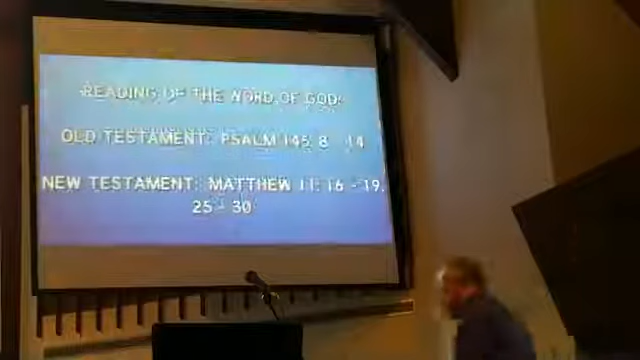 READING OF THE WORD OF GOD:
OLD TESTAMENT: PSALM 145, 8 - 14
NEW TESTAMENT: MATTHEW 11: 16 - 19,
25 - 30